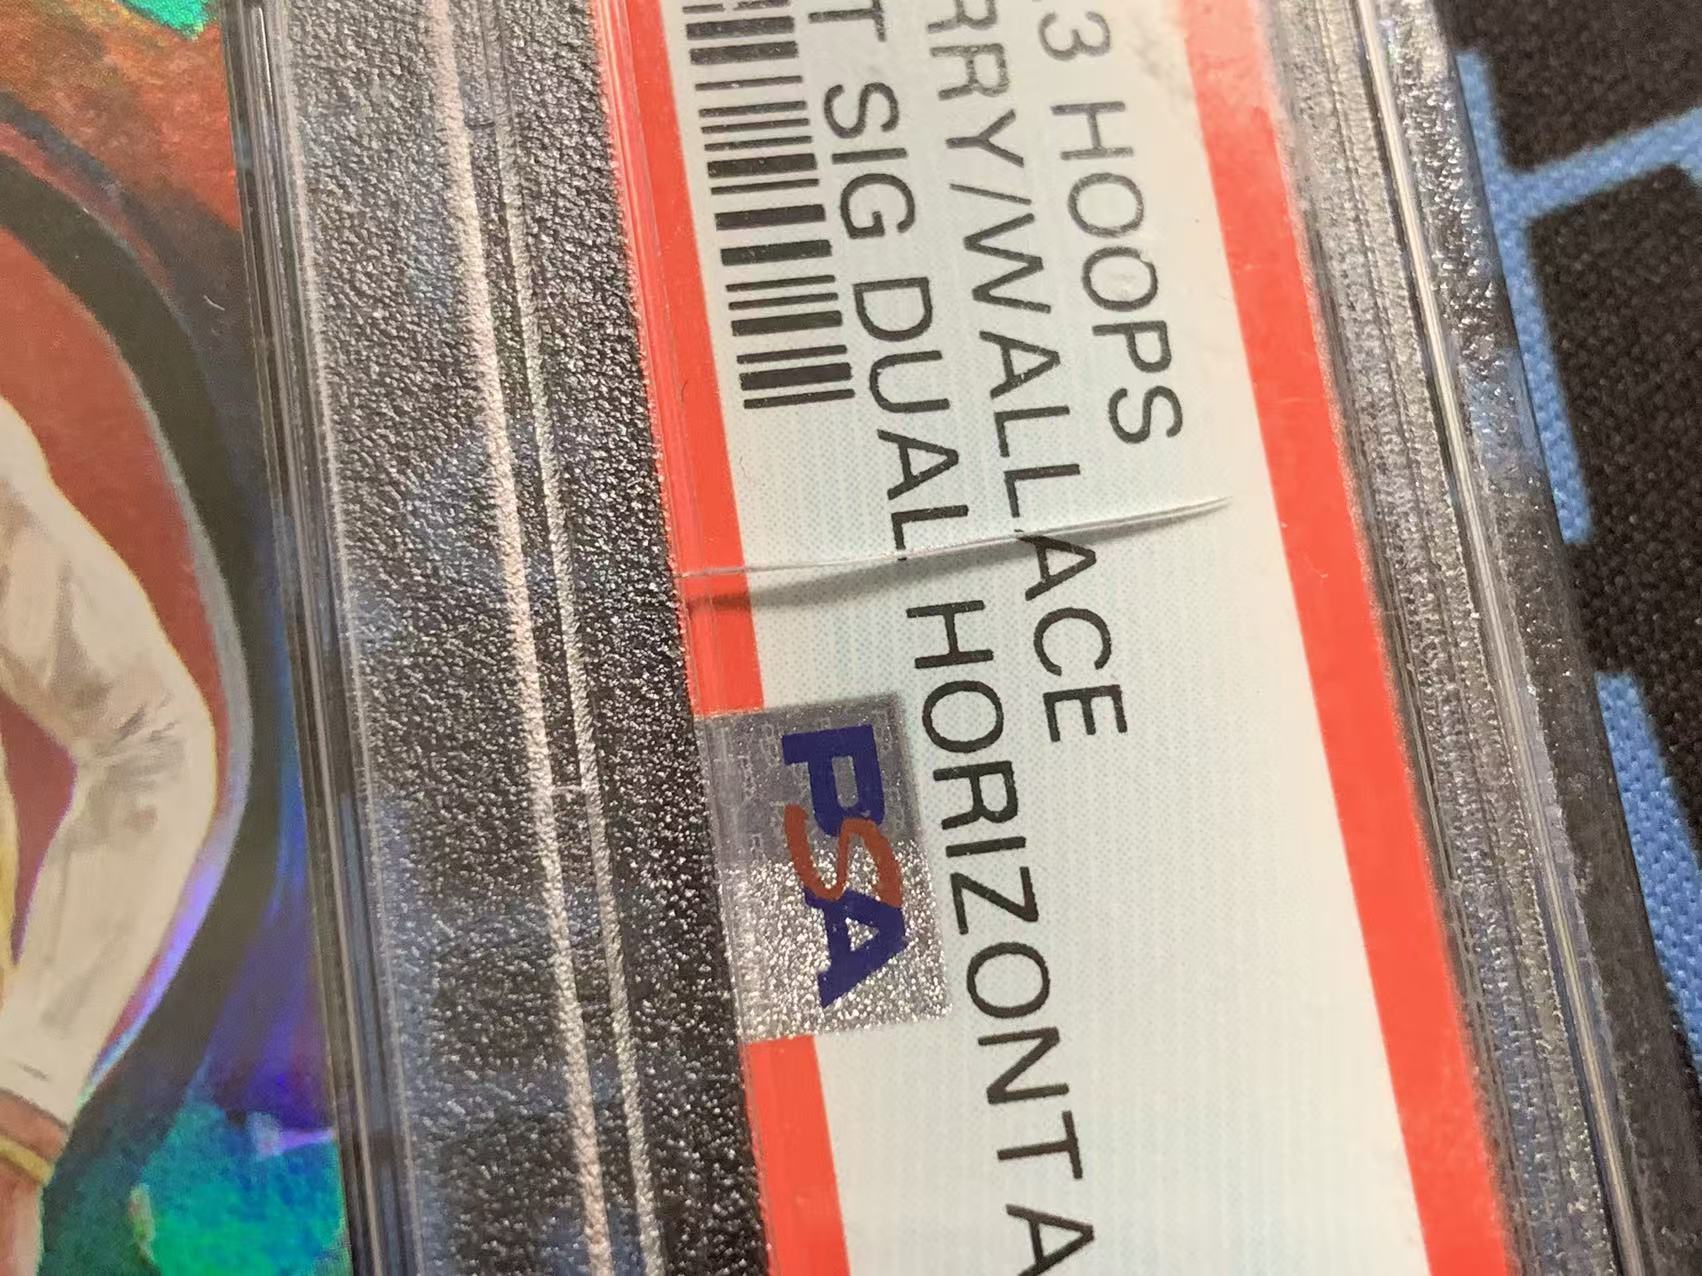 3 HOOPS
RRY/WALLACE
T SIG DUAL HORIZONTA
PSA